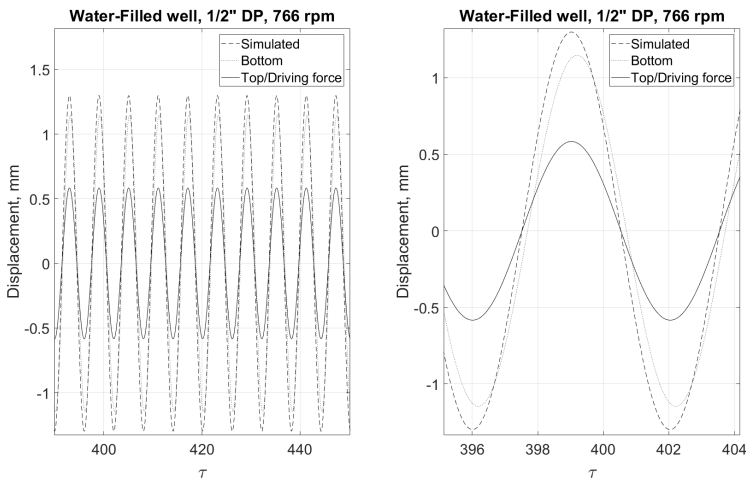 Water-Filled well, 1/2" DP, 766 rpm
Simulated
Bottom
Top/Driving force
1.5
1
0.5
0
-0.5
-1
Displacement, mm
400
420
440
τ
Water-Filled well, 1/2" DP, 766 rpm
Simulated
Bottom
Top/Driving force
1
0.5
0
-0.5
-1
Displacement, mm
396
398
400
402
404
τ